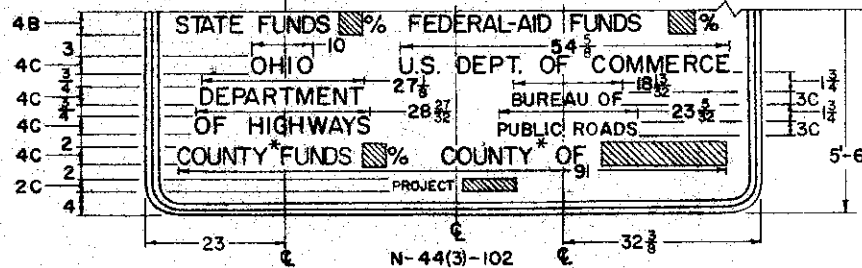 4B STATE FUNDS % FEDERAL-AID FUNDS %
3 10 54 5/8
4C OHIO U.S. DEPT. OF COMMERCE
3/4 27 1/8 18 13/32 1 3/4
4C DEPARTMENT BUREAU OF 3C
3/4 28 27/32 23 5/32 1 3/4
4C OF HIGHWAYS PUBLIC ROADS 3C
2
4C COUNTY* FUNDS % COUNTY* OF 5'-6
2 91
2C PROJECT
4
23 32 3/8
℄ N-44(3)-102 ℄ ℄